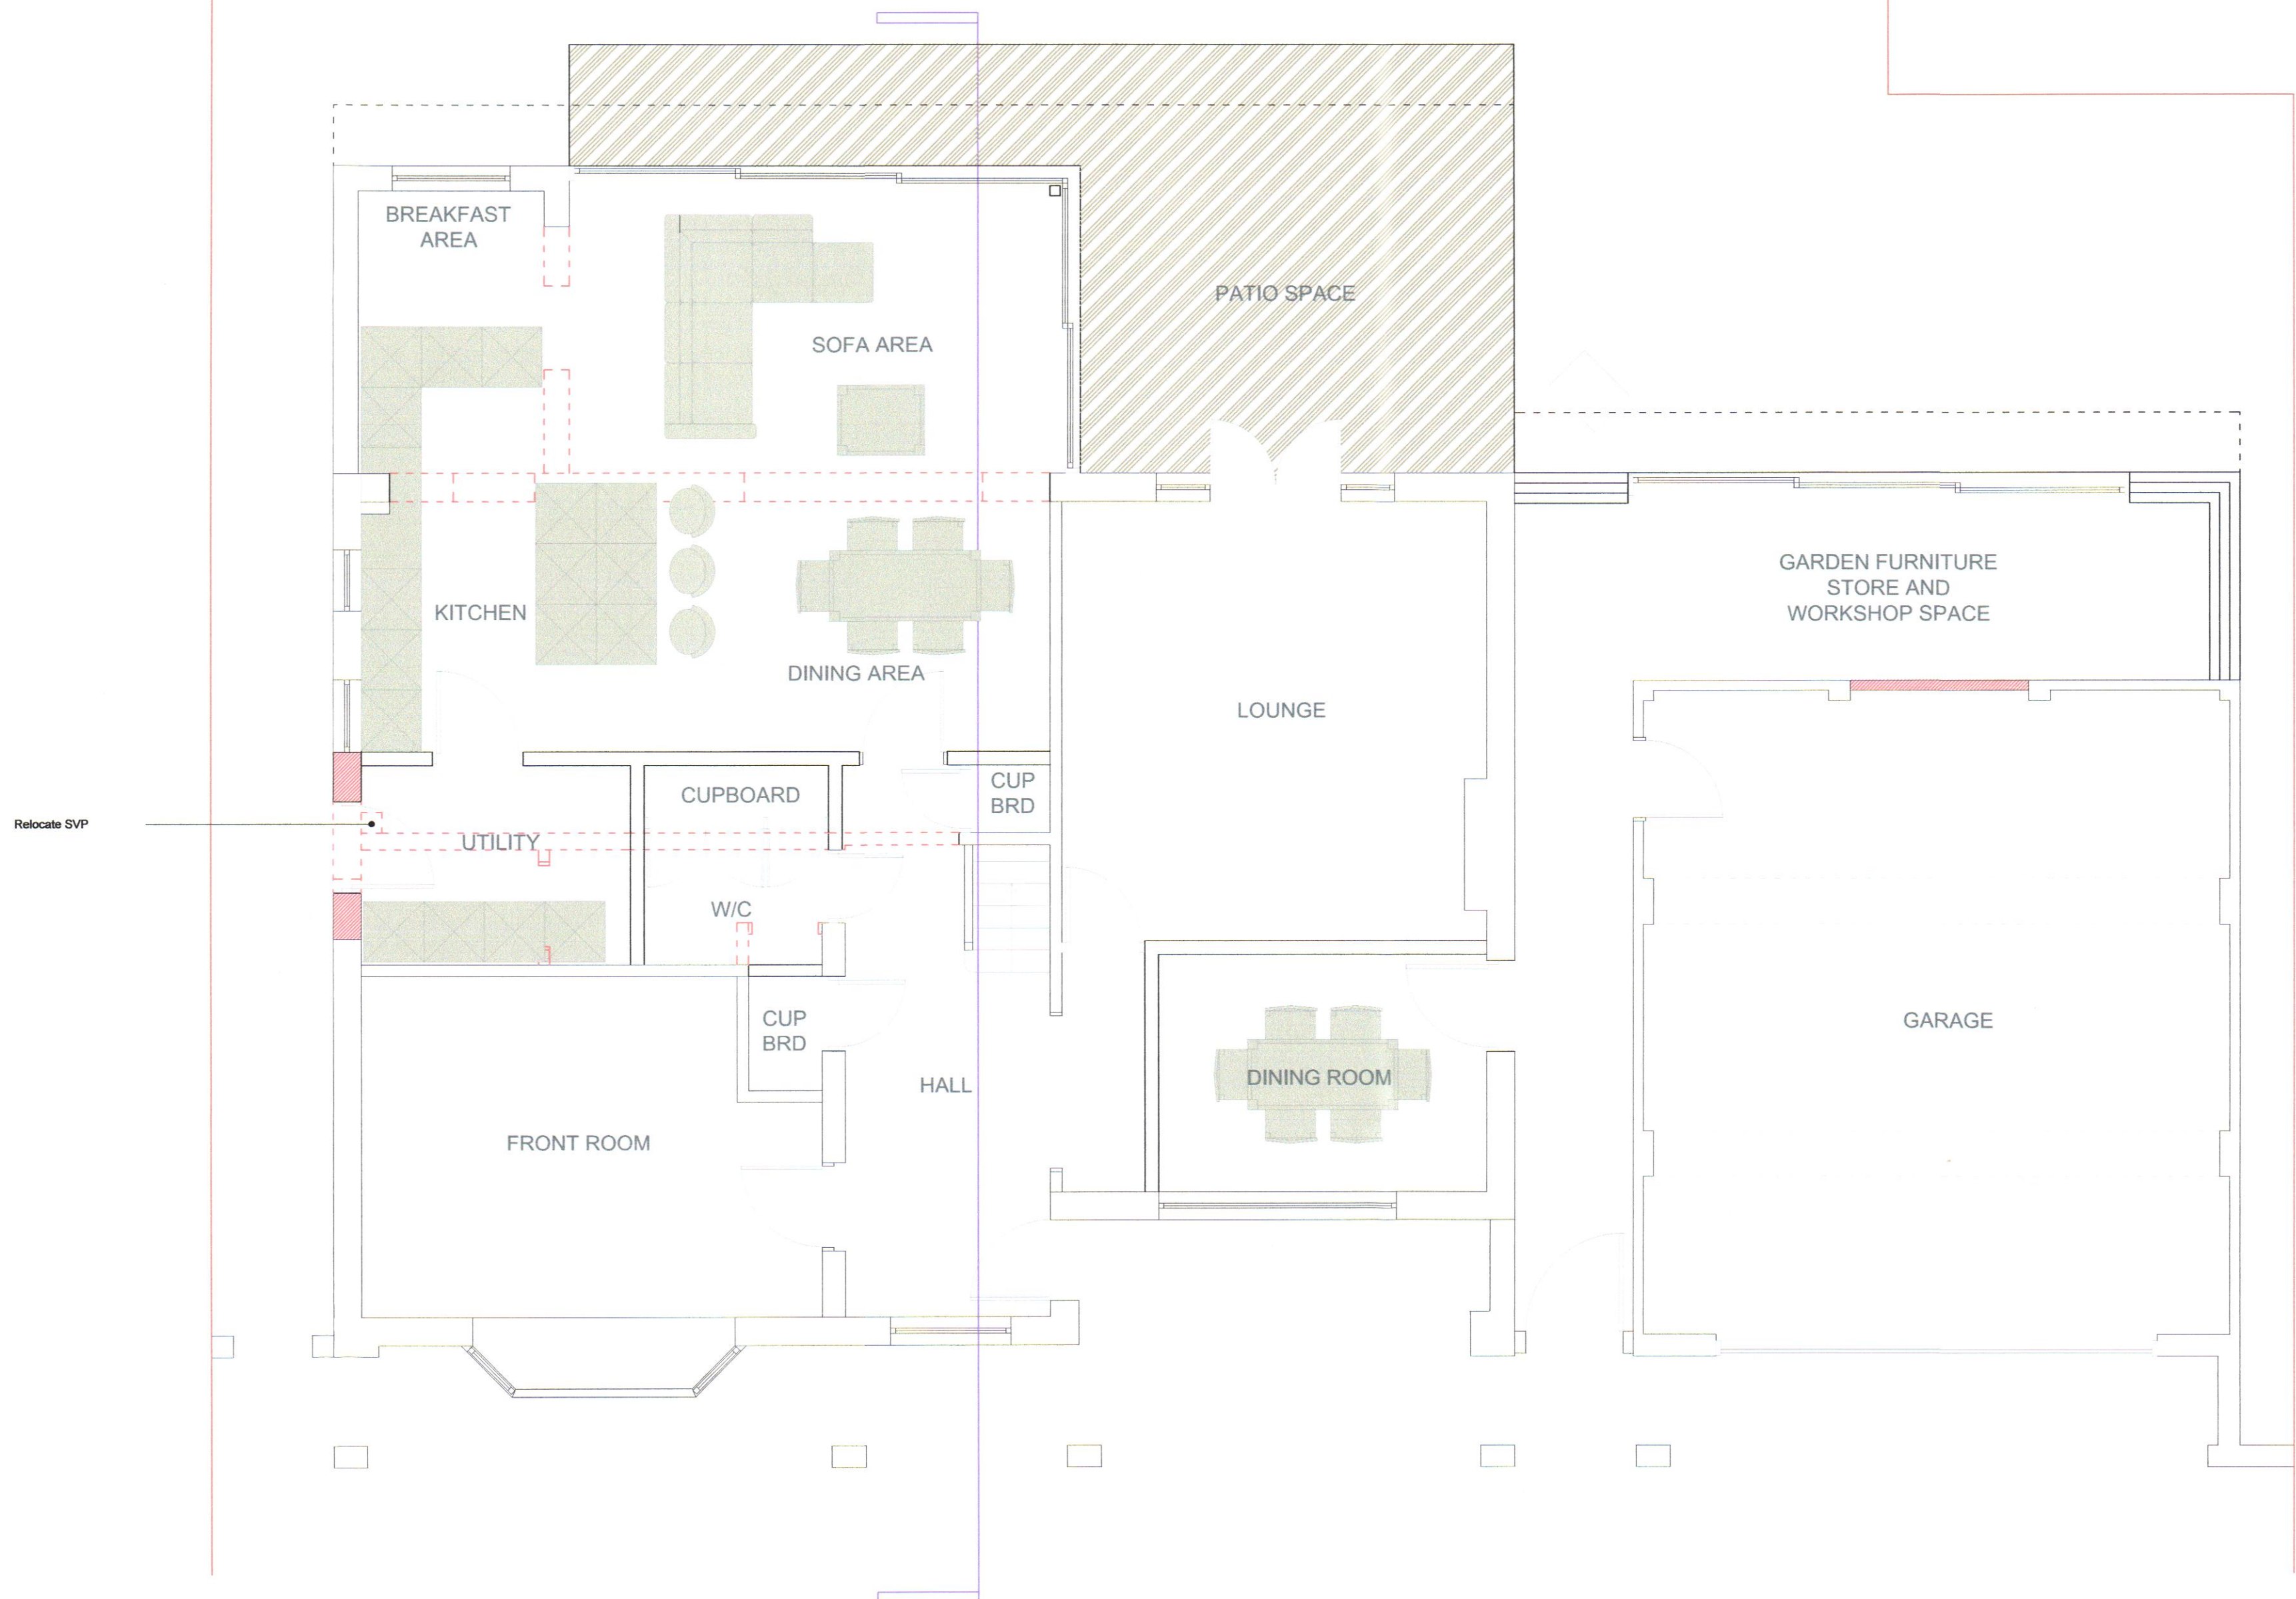 BREAKFAST
AREA
SOFA AREA
PATIO SPACE
KITCHEN
DINING AREA
LOUNGE
GARDEN FURNITURE
STORE AND
WORKSHOP SPACE
Relocate SVP
UTILITY
CUPBOARD
CUP
BRD
W/C
CUP
BRD
HALL
FRONT ROOM
DINING ROOM
GARAGE